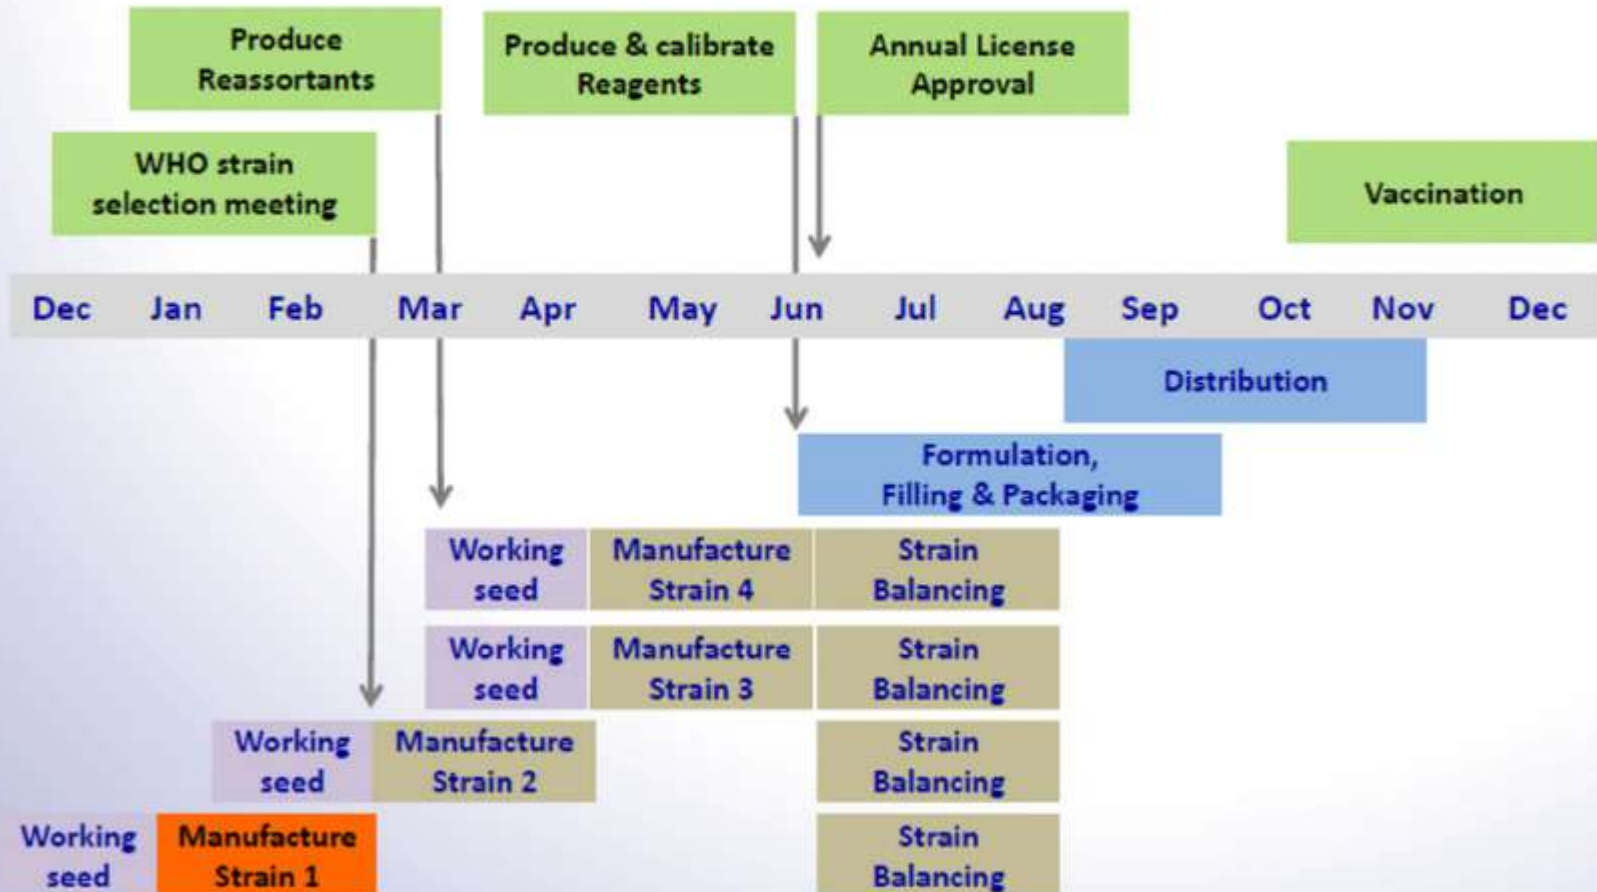 Produce
Reassortants
Produce & calibrate
Reagents
Annual License
Approval
WHO strain
selection meeting
Vaccination
Dec Jan Feb Mar Apr May Jun Jul Aug Sep Oct Nov Dec
Distribution
Formulation,
Filling & Packaging
Working
seed
Manufacture
Strain 4
Strain
Balancing
Working
seed
Manufacture
Strain 3
Strain
Balancing
Working
seed
Manufacture
Strain 2
Strain
Balancing
Working
seed
Manufacture
Strain 1
Strain
Balancing